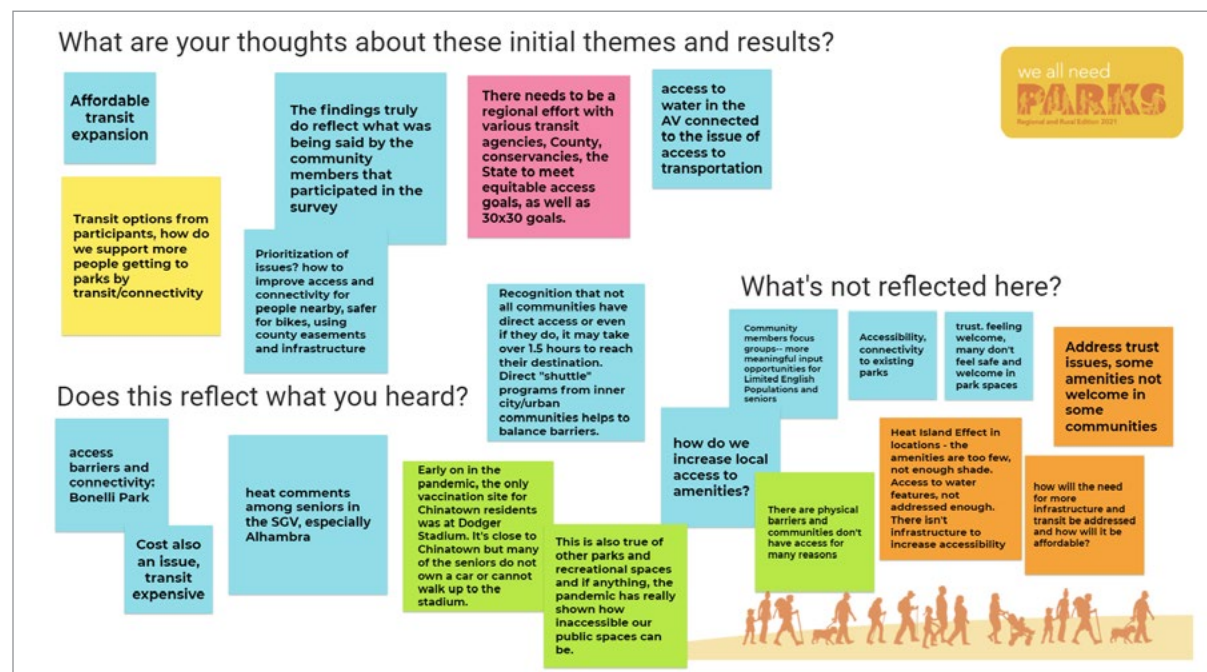 What are your thoughts about these initial themes and results?
we all need
PARKS
Regional and Rural Edition 2021
Affordable
transit
expansion
The findings truly
do reflect what was
being said by the
community
members that
participated in the
survey
There needs to be a
regional effort with
various transit
agencies, County,
conservancies, the
State to meet
equitable access
goals, as well as
30x30 goals.
access to
water in the
AV connected
to the issue of
access to
transportation
Transit options from
participants, how do
we support more
people getting to
parks by
transit/connectivity
Prioritization of
issues? how to
improve access and
connectivity for
people nearby, safer
for bikes, using
county easements
and infrastructure
Recognition that not
all communities have
direct access or even
if they do, it may take
over 1.5 hours to reach
their destination.
Direct "shuttle"
programs from inner
city/urban
communities helps to
balance barriers.
Does this reflect what you heard?
access
barriers and
connectivity:
Bonelli Park
Cost also
an issue,
transit
expensive
heat comments
among seniors in
the SGV, especially
Alhambra
Early on in the
pandemic, the only
vaccination site for
Chinatown residents
was at Dodger
Stadium. It's close to
Chinatown but many
of the seniors do not
own a car or cannot
walk up to the
stadium.
This is also true of
other parks and
recreational spaces
and if anything, the
pandemic has really
shown how
inaccessible our
public spaces can
be.
What's not reflected here?
Community
members focus
groups-- more
meaningful input
opportunities for
Limited English
Populations and
seniors
Accessibility,
connectivity
to existing
parks
trust. feeling
welcome,
many don't
feel safe and
welcome in
park spaces
Address trust
issues, some
amenities not
welcome in
some
communities
how do we
increase local
access to
amenities?
There are physical
barriers and
communities don't
have access for
many reasons
Heat Island Effect in
locations - the
amenities are too few,
not enough shade.
Access to water
features, not
addressed enough.
There isn't
infrastructure to
increase accessibility
how will the need
for more
infrastructure and
transit be addressed
and how will it be
affordable?